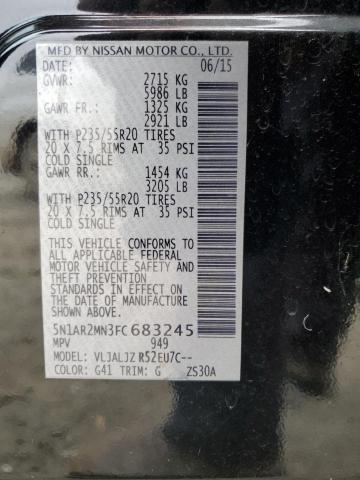 MFD BY NISSAN MOTOR CO., LTD.
DATE: 06/15
GVWR: 2715 KG
5986 LB
GAWR FR.: 1325 KG
2921 LB
WITH P235/55R20 TIRES
20 X 7.5 RIMS AT 35 PSI
COLD SINGLE
GAWR RR.: 1454 KG
3205 LB
WITH P235/55R20 TIRES
20 X 7.5 RIMS AT 35 PSI
COLD SINGLE
THIS VEHICLE CONFORMS TO
ALL APPLICABLE FEDERAL
MOTOR VEHICLE SAFETY AND
THEFT PREVENTION
STANDARDS IN EFFECT ON
THE DATE OF MANUFACTURE
SHOWN ABOVE.
5N1AR2MN3FC683245
MPV 949
MODEL: VLJALJZ R52EU7C--
COLOR: G41 TRIM: G ZS30A